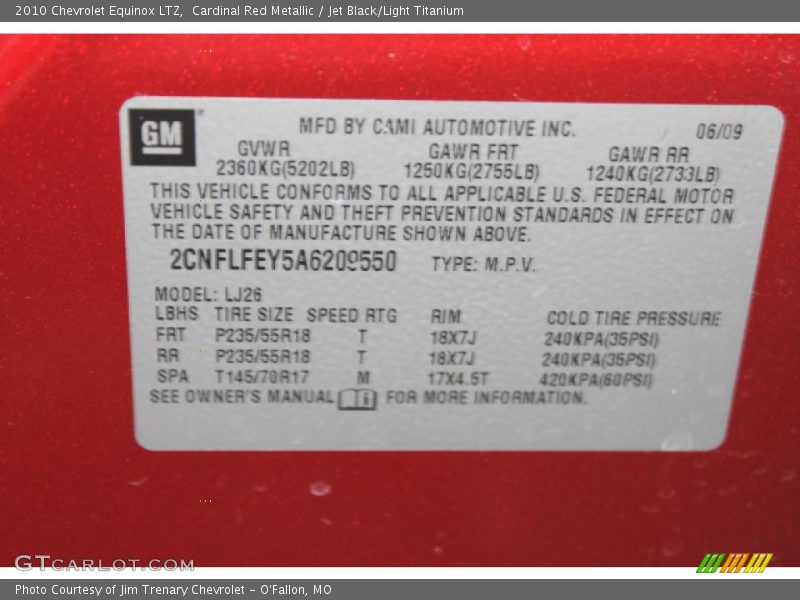 2010 Chevrolet Equinox LTZ, Cardinal Red Metallic / Jet Black/Light Titanium
GM
MFD BY CAMI AUTOMOTIVE INC. 06/09
GVWR GAWR FRT GAWR RR
2360KG(5202LB) 1250KG(2755LB) 1240KG(2733LB)
THIS VEHICLE CONFORMS TO ALL APPLICABLE U.S. FEDERAL MOTOR
VEHICLE SAFETY AND THEFT PREVENTION STANDARDS IN EFFECT ON
THE DATE OF MANUFACTURE SHOWN ABOVE.
2CNFLFEY5A6209550 TYPE: M.P.V.
MODEL: LJ26
LBHS TIRE SIZE SPEED RTG RIM COLD TIRE PRESSURE
FRT P235/55R18 T 18X7J 240KPA(35PSI)
RR P235/55R18 T 18X7J 240KPA(35PSI)
SPA T145/70R17 M 17X4.5T 420KPA(60PSI)
SEE OWNER'S MANUAL FOR MORE INFORMATION.
GTCARLOT.COM
Photo Courtesy of Jim Trenary Chevrolet - O'Fallon, MO